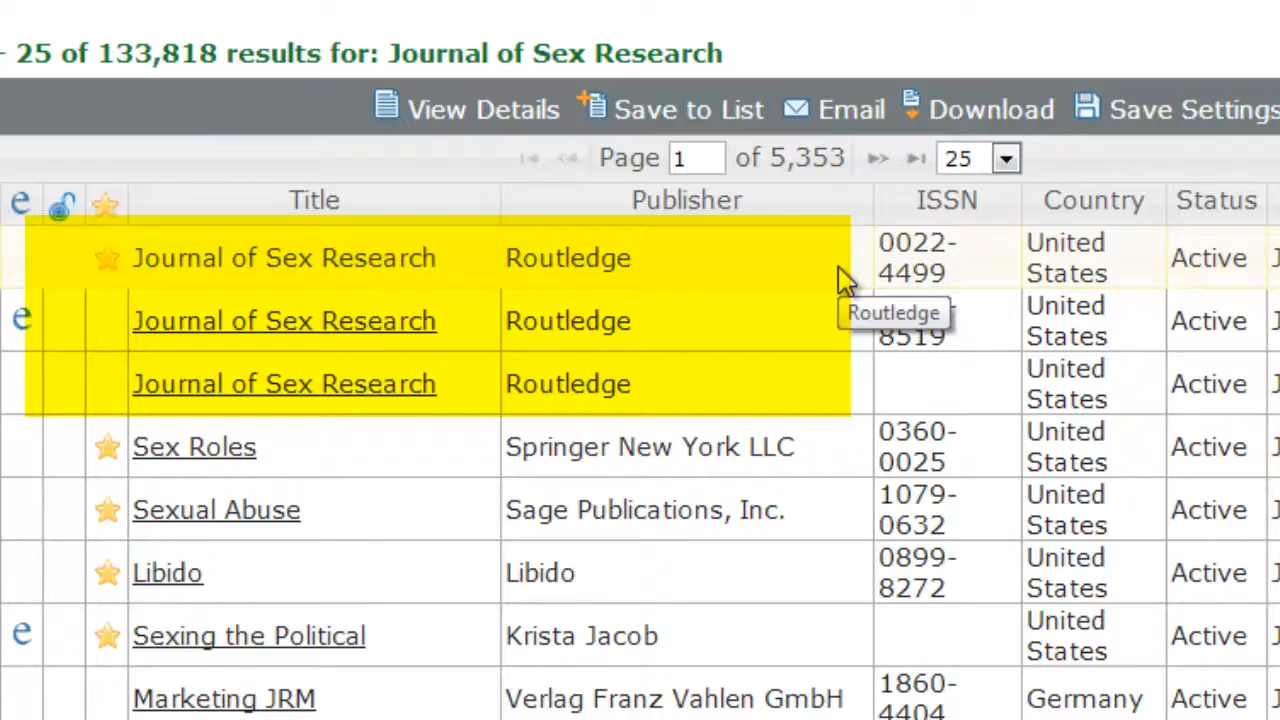 - 25 of 133,818 results for: Journal of Sex Research
View Details Save to List Email Download Save Settings
Page 1 of 5,353 25
e Title Publisher ISSN Country Status
Journal of Sex Research Routledge 0022-4499 United States Active
e Journal of Sex Research Routledge 8519 United States Active
Routledge
Journal of Sex Research Routledge United States Active
Sex Roles Springer New York LLC 0360-0025 United States Active
Sexual Abuse Sage Publications, Inc. 1079-0632 United States Active
Libido Libido 0899-8272 United States Active
e Sexing the Political Krista Jacob United States Active
Marketing JRM Verlag Franz Vahlen GmbH 1860-4404 Germany Active